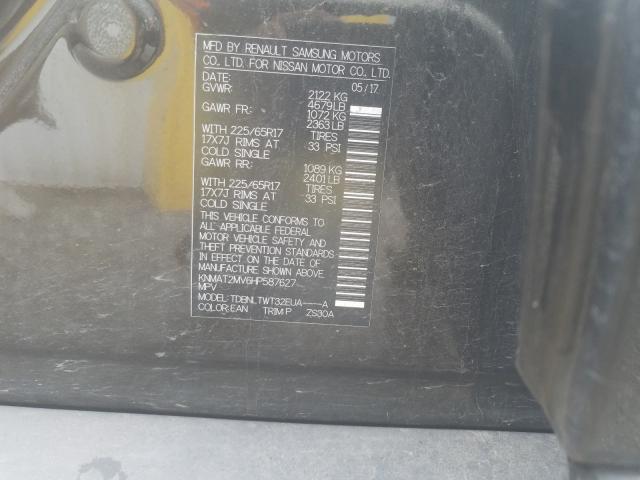 MFD BY RENAULT SAMSUNG MOTORS
CO. LTD. FOR NISSAN MOTOR CO. LTD.
DATE: 05/17
GVWR: 2122 KG
4679 LB
GAWR FR: 1072 KG
2363 LB
WITH 225/65R17 TIRES
17X7J RIMS AT 33 PSI
COLD SINGLE
GAWR RR: 1089 KG
2401 LB
WITH 225/65R17 TIRES
17X7J RIMS AT 33 PSI
COLD SINGLE
THIS VEHICLE CONFORMS TO
ALL APPLICABLE FEDERAL
MOTOR VEHICLE SAFETY AND
THEFT PREVENTION STANDARDS
IN EFFECT ON THE DATE OF
MANUFACTURE SHOWN ABOVE.
KNMAT2MV6HP587627
MPV
MODEL: TDBNLTWT32EUA----A
COLOR: EAN TRIM P ZS30A